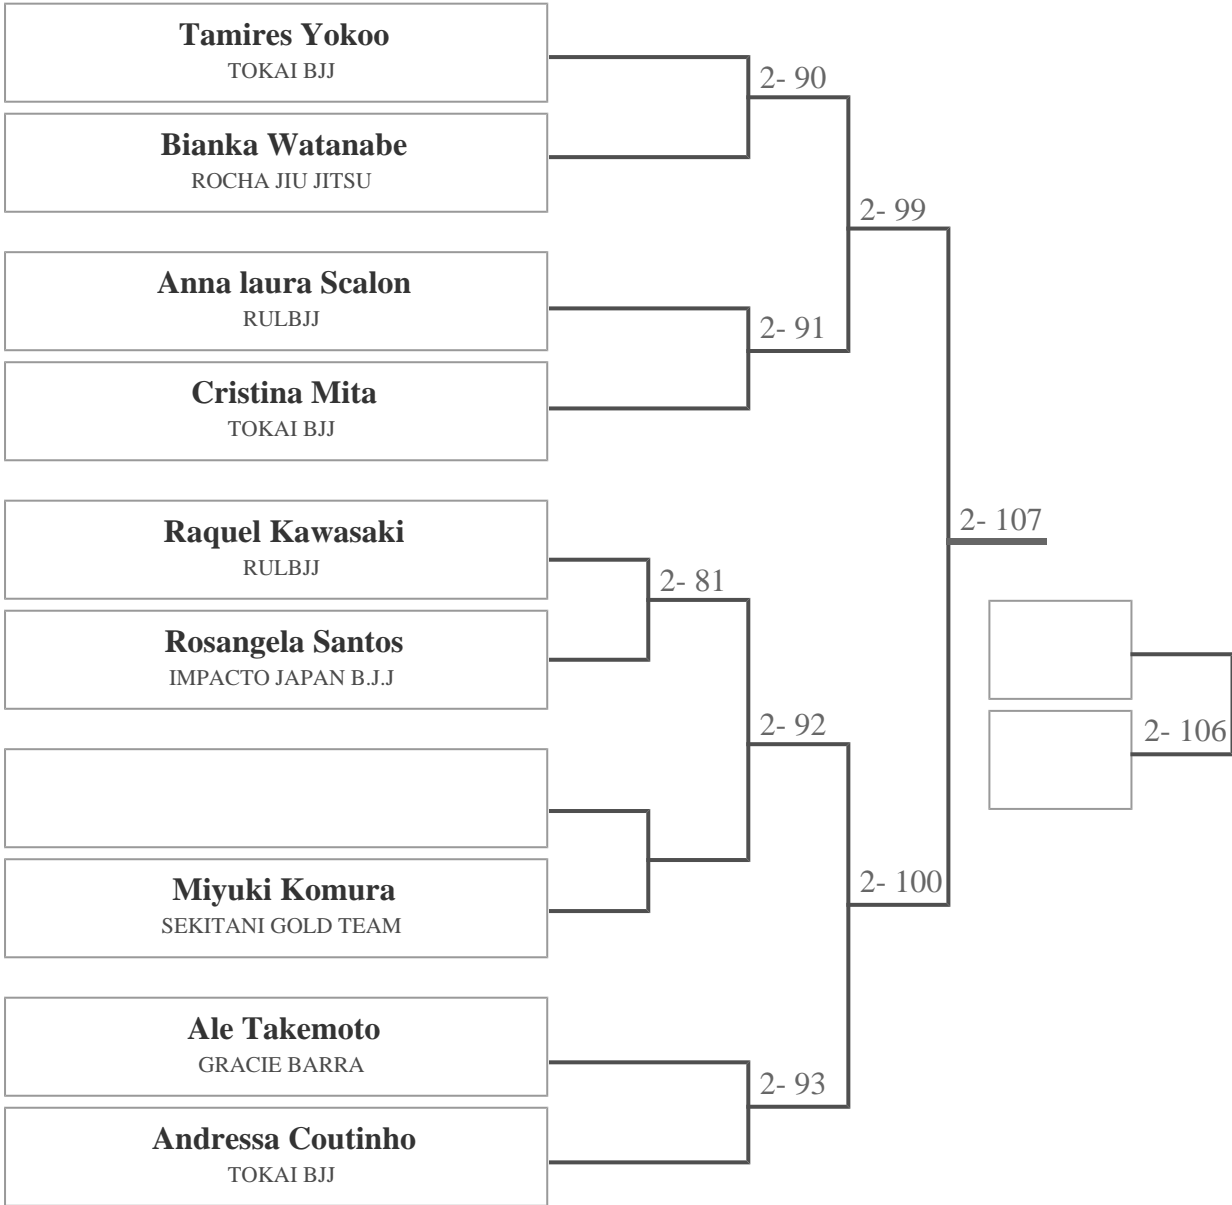 Tamires Yokoo
TOKAI BJJ
2- 90
Bianka Watanabe
ROCHA JIU JITSU
2- 99
Anna laura Scalon
RULBJJ
2- 91
Cristina Mita
TOKAI BJJ
Raquel Kawasaki
RULBJJ
2- 107
2- 81
Rosangela Santos
IMPACTO JAPAN B.J.J
2- 92
2- 106
Miyuki Komura
SEKITANI GOLD TEAM
2- 100
Ale Takemoto
GRACIE BARRA
2- 93
Andressa Coutinho
TOKAI BJJ